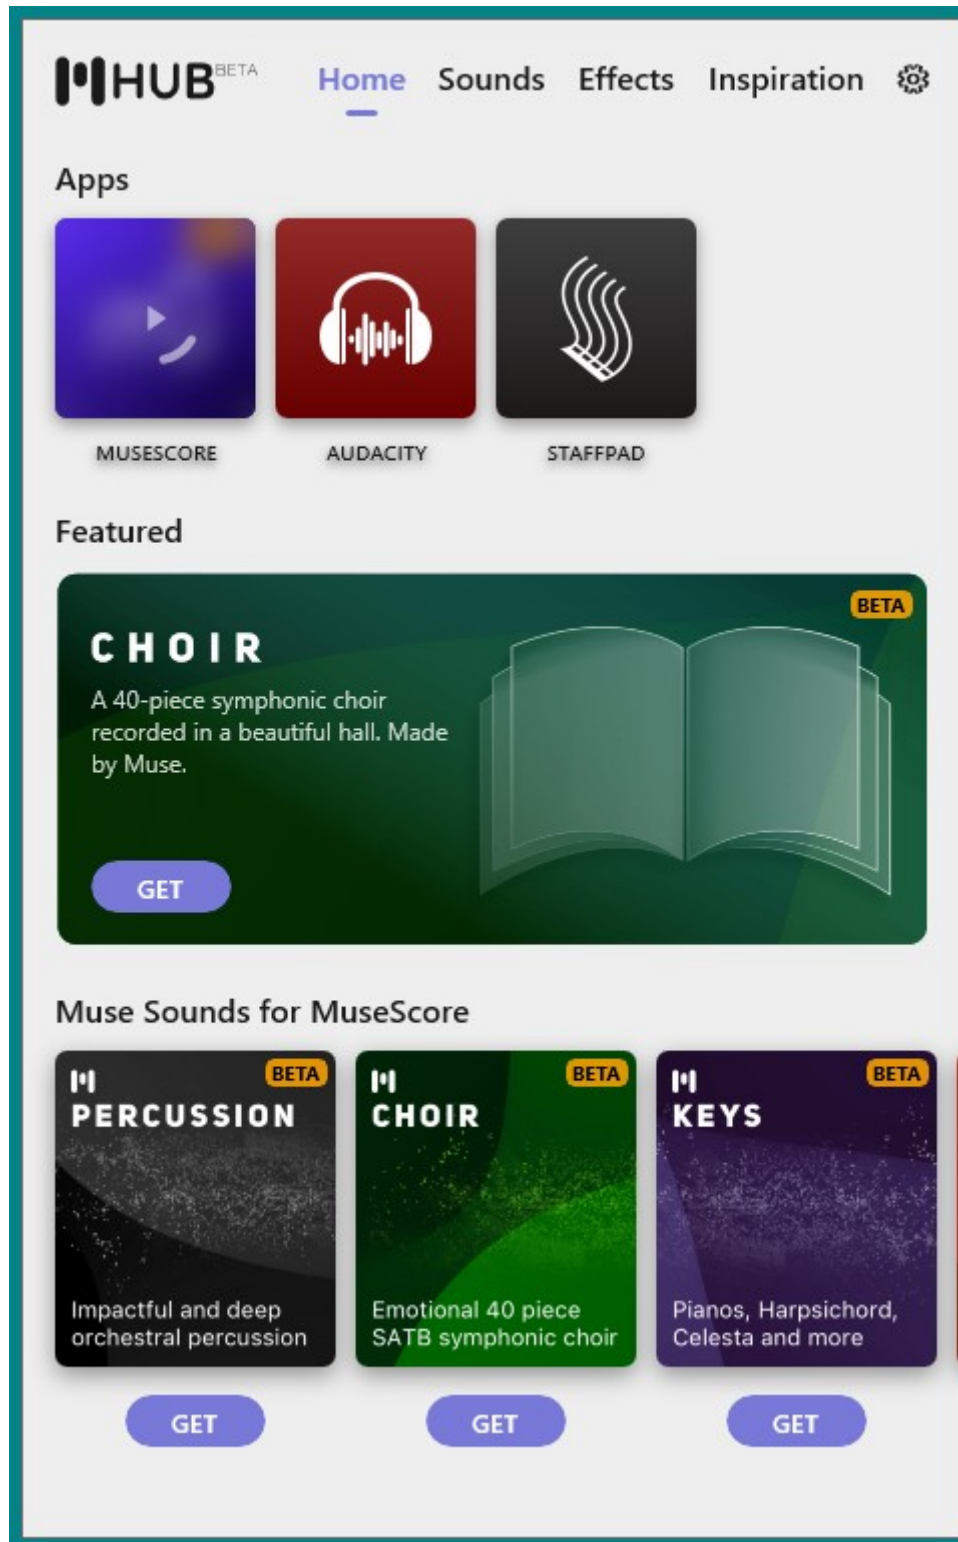 HUB BETA Home Sounds Effects Inspiration
Apps
MUSESCORE AUDACITY STAFFPAD
Featured
BETA
CHOIR
A 40-piece symphonic choir
recorded in a beautiful hall. Made
by Muse.
GET
Muse Sounds for MuseScore
BETA
PERCUSSION
Impactful and deep
orchestral percussion
GET
BETA
CHOIR
Emotional 40 piece
SATB symphonic choir
GET
BETA
KEYS
Pianos, Harpsichord,
Celesta and more
GET